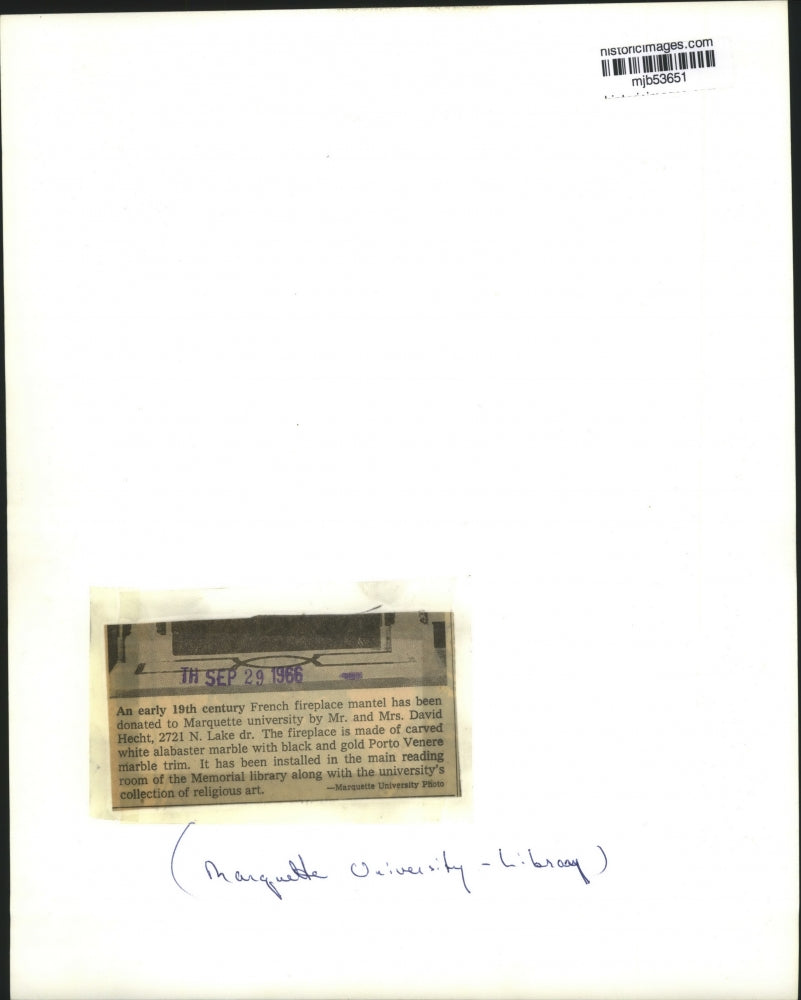 historicimages.com
mjb53651
TH SEP 29 1966
An early 19th century French fireplace mantel has been
donated to Marquette university by Mr. and Mrs. David
Hecht, 2721 N. Lake dr. The fireplace is made of carved
white alabaster marble with black and gold Porto Venere
marble trim. It has been installed in the main reading
room of the Memorial library along with the university's
collection of religious art.
—Marquette University Photo
(Marquette University - Library)